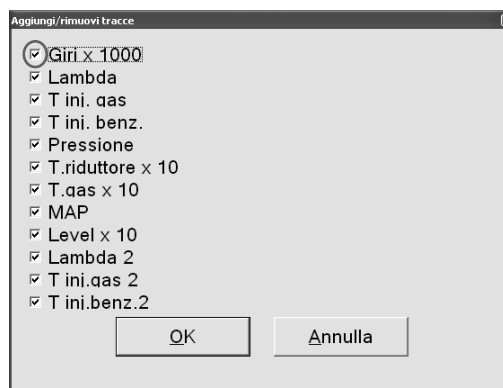 Aggiungi/rimuovi tracce
Giri x 1000
Lambda
T inj. gas
T inj. benz.
Pressione
T.riduttore x 10
T.gas x 10
MAP
Level x 10
Lambda 2
T inj.gas 2
T inj.benz.2
OK
Annulla